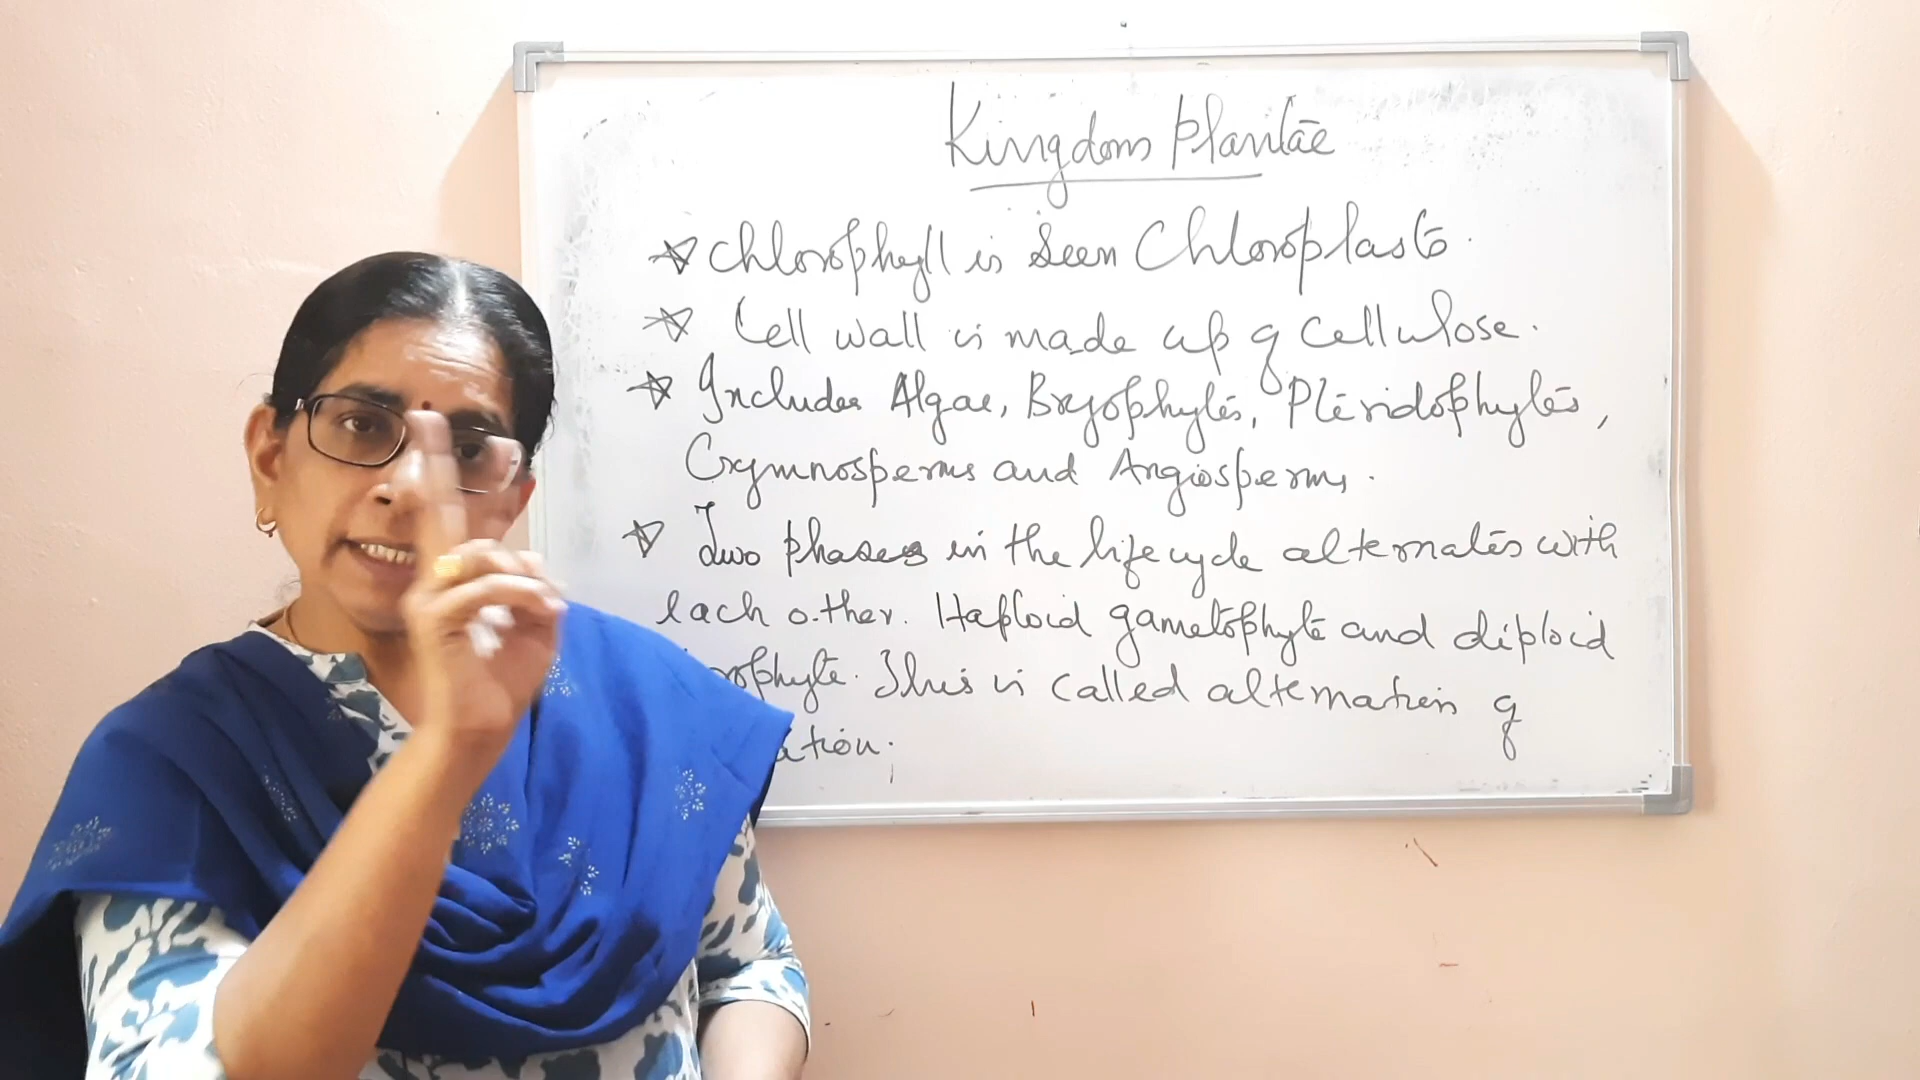 Kingdom Plantae
Chlorophyll is seen Chloroplasts.
Cell wall is made up of cellulose.
Includes Algae, Bryophytes, Pteridophytes,
Gymnosperms and Angiosperms.
Two phases in the life cycle alternates with
each other. Haploid gametophyte and diploid
rophyte. This is called alternation of
ation.